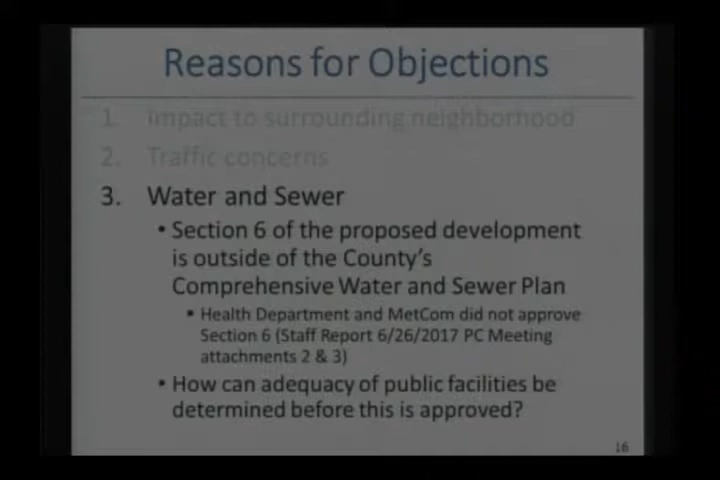 Reasons for Objections
1. Impact to surrounding neighborhood
2. Traffic concerns
3. Water and Sewer
• Section 6 of the proposed development
is outside of the County's
Comprehensive Water and Sewer Plan
▪ Health Department and MetCom did not approve
Section 6 (Staff Report 6/26/2017 PC Meeting
attachments 2 & 3)
• How can adequacy of public facilities be
determined before this is approved?
16